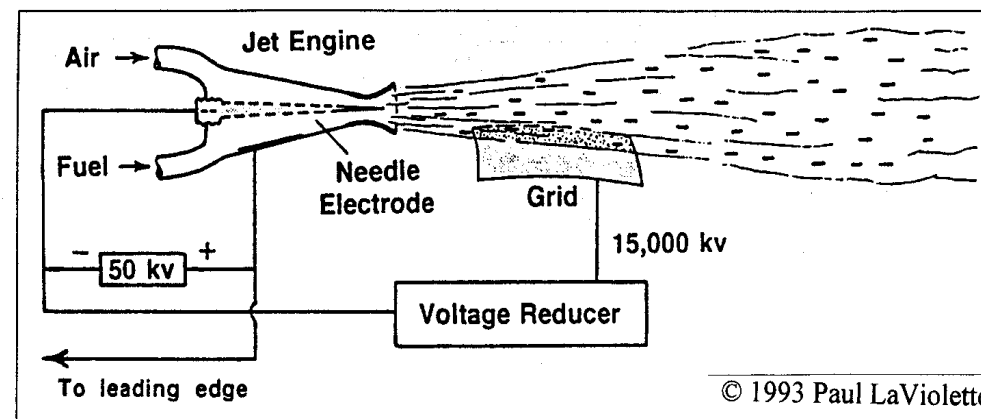 Jet Engine
Air
Fuel
Needle
Electrode
Grid
15,000 kv
− 50 kv +
Voltage Reducer
To leading edge
© 1993 Paul LaViolette